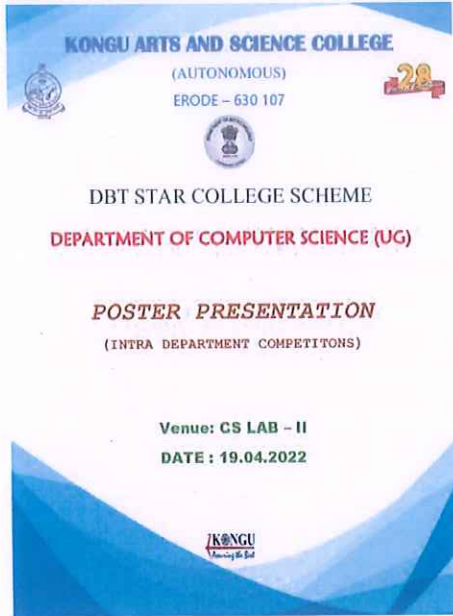 KONGU ARTS AND SCIENCE COLLEGE
(AUTONOMOUS)
ERODE – 630 107
28
DBT STAR COLLEGE SCHEME
DEPARTMENT OF COMPUTER SCIENCE (UG)
POSTER PRESENTATION
(INTRA DEPARTMENT COMPETITONS)
Venue: CS LAB – II
DATE : 19.04.2022
KONGU